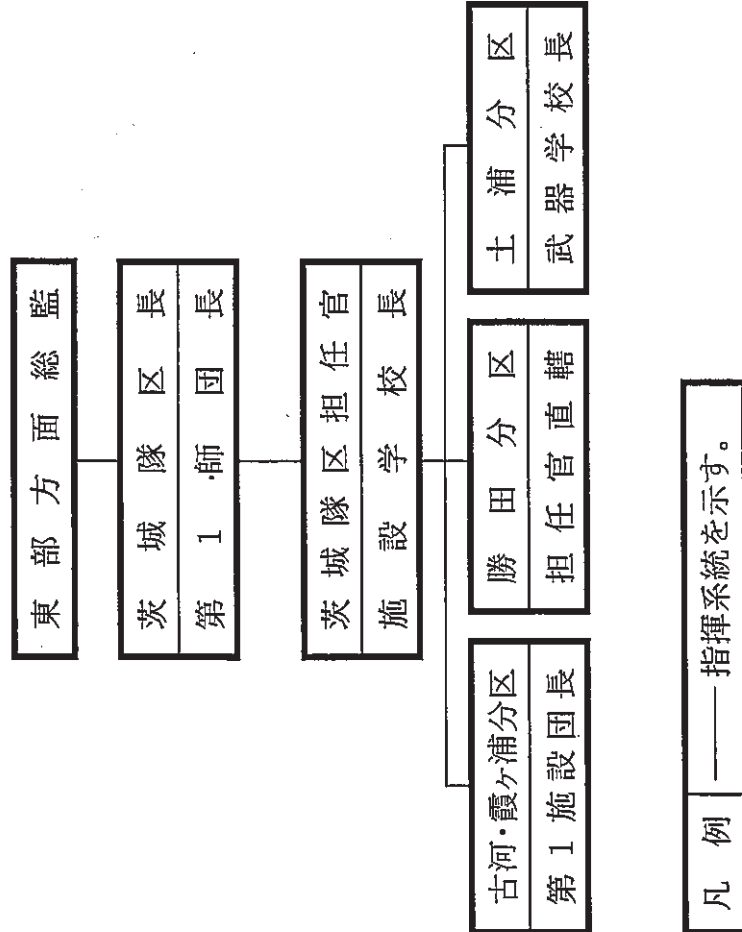 東部方面総監
茨城隊区長
第1師団長
茨城隊区担任官
施設学校長
古河・霞ヶ浦分区
第1施設団長
勝田分区
担任官直轄
土浦分区
武器学校長
凡例
――指揮系統を示す。